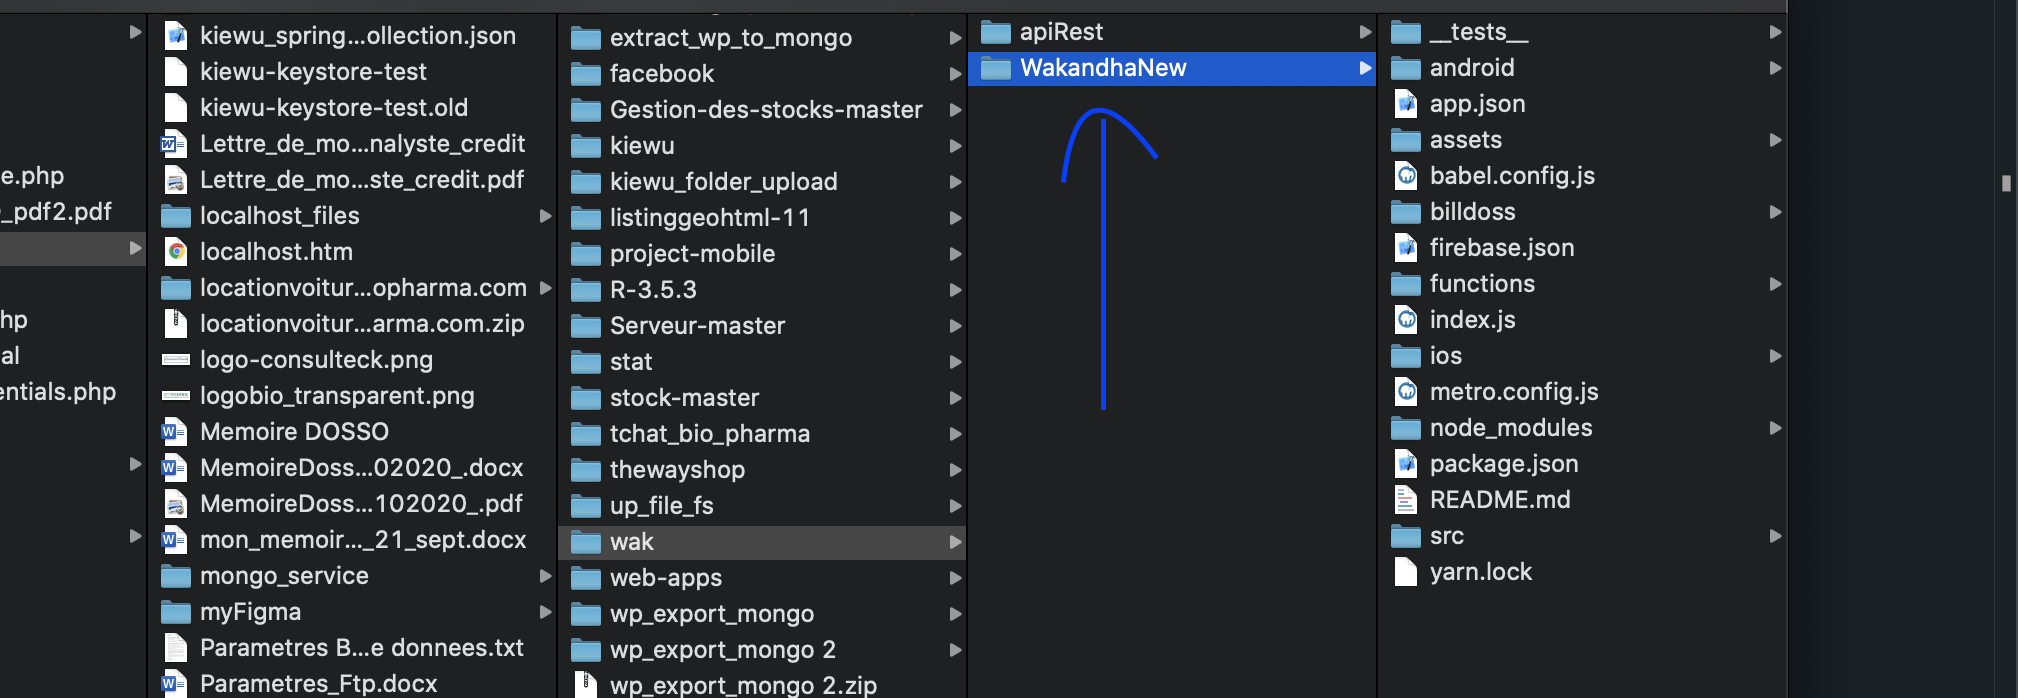 e.php
_pdf2.pdf
hp
al
entials.php
kiewu_spring...ollection.json
kiewu-keystore-test
kiewu-keystore-test.old
Lettre_de_mo...nalyste_credit
Lettre_de_mo...ste_credit.pdf
localhost_files
localhost.htm
locationvoitur...opharma.com
locationvoitur...arma.com.zip
logo-consulteck.png
logobio_transparent.png
Memoire DOSSO
MemoireDoss...02020_.docx
MemoireDoss...102020_.pdf
mon_memoir..._21_sept.docx
mongo_service
myFigma
Parametres B...e donnees.txt
Parametres_Ftp.docx
extract_wp_to_mongo
facebook
Gestion-des-stocks-master
kiewu
kiewu_folder_upload
listinggeohtml-11
project-mobile
R-3.5.3
Serveur-master
stat
stock-master
tchat_bio_pharma
thewayshop
up_file_fs
wak
web-apps
wp_export_mongo
wp_export_mongo 2
wp_export_mongo 2.zip
apiRest
WakandhaNew
__tests__
android
app.json
assets
babel.config.js
billdoss
firebase.json
functions
index.js
ios
metro.config.js
node_modules
package.json
README.md
src
yarn.lock